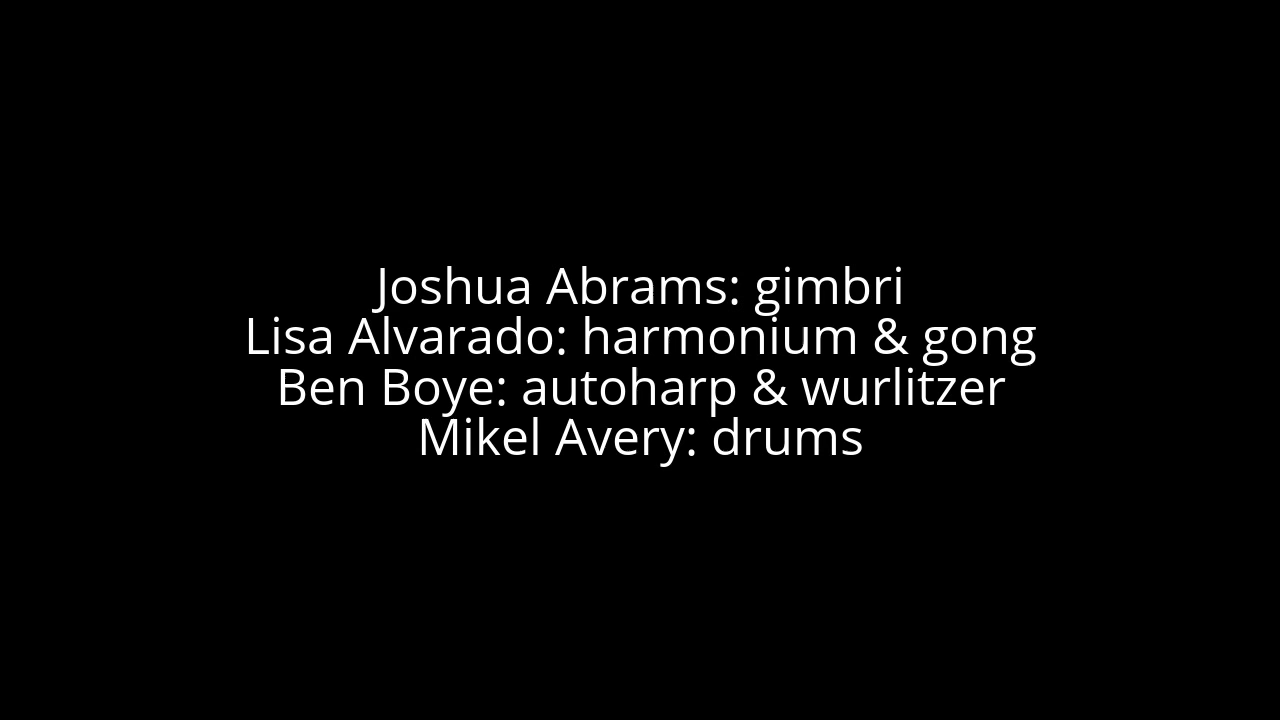 Joshua Abrams: gimbri
Lisa Alvarado: harmonium & gong
Ben Boye: autoharp & wurlitzer
Mikel Avery: drums